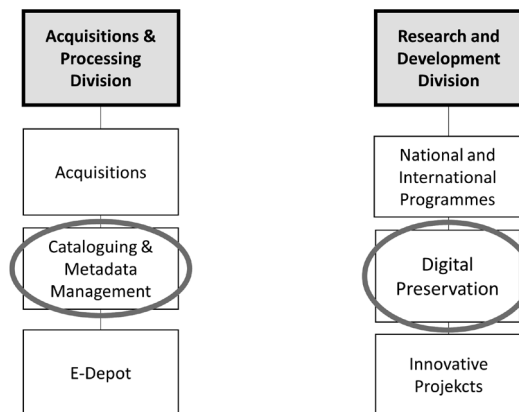 Acquisitions &
Processing
Division
Acquisitions
Cataloguing &
Metadata
Management
E-Depot
Research and
Development
Division
National and
International
Programmes
Digital
Preservation
Innovative
Projekcts